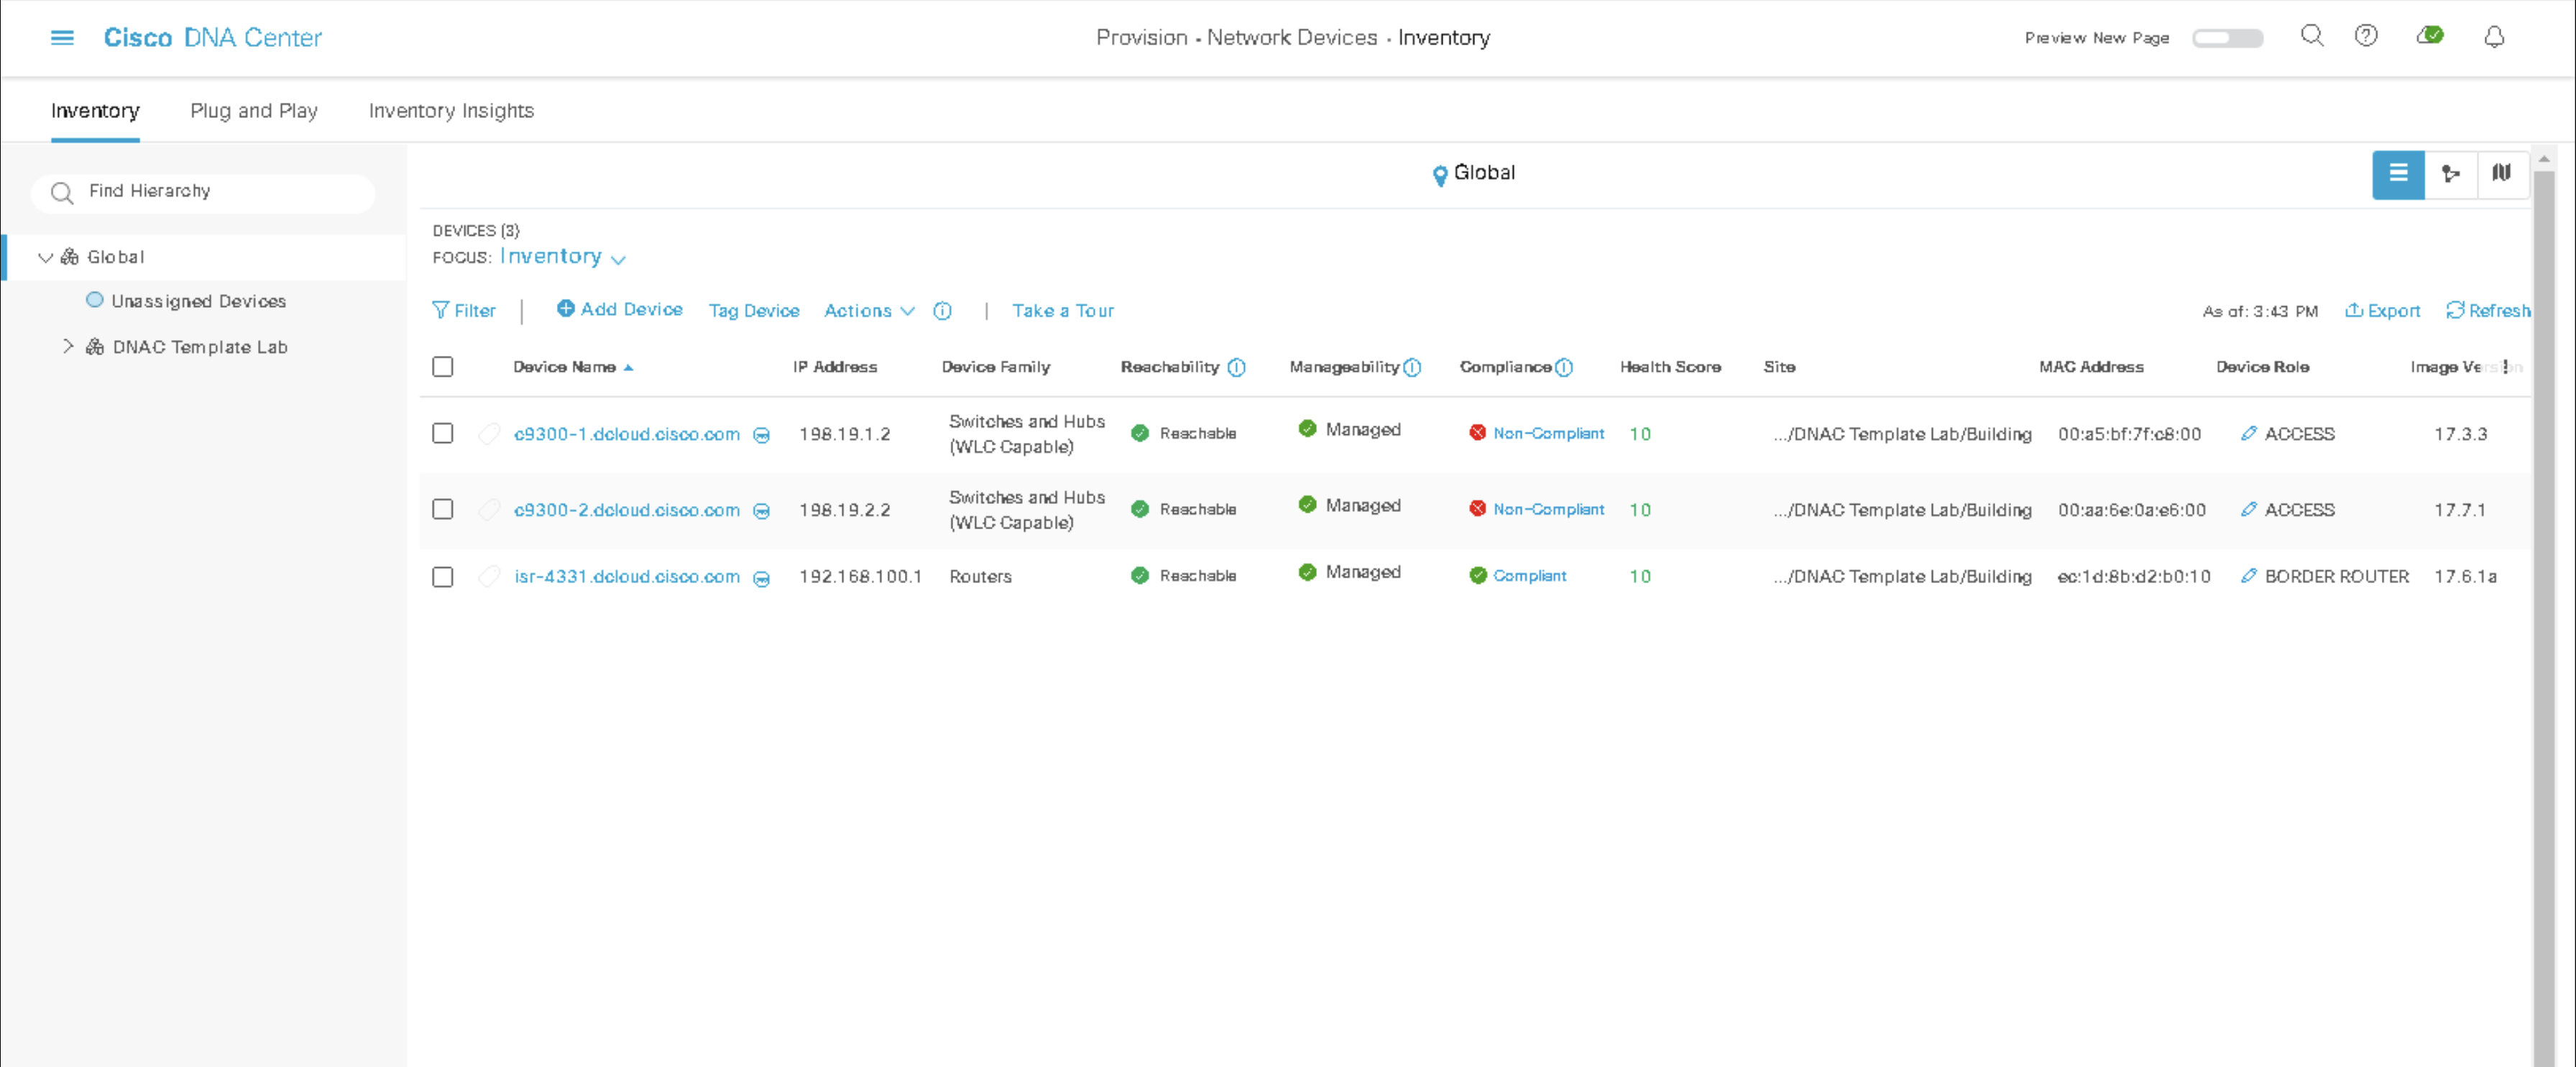 Cisco DNA Center
Provision • Network Devices • Inventory
Preview New Page
Inventory
Plug and Play
Inventory Insights
Find Hierarchy
Global
Unassigned Devices
DNAC Template Lab
Global
DEVICES (3)
FOCUS: Inventory
Filter | Add Device Tag Device Actions | Take a Tour
As of: 3:43 PM Export Refresh
Device Name IP Address Device Family Reachability Manageability Compliance Health Score Site MAC Address Device Role Image Version
c9300-1.dcloud.cisco.com 198.19.1.2 Switches and Hubs (WLC Capable) Reachable Managed Non-Compliant 10 .../DNAC Template Lab/Building 00:a5:bf:7f:c8:00 ACCESS 17.3.3
c9300-2.dcloud.cisco.com 198.19.2.2 Switches and Hubs (WLC Capable) Reachable Managed Non-Compliant 10 .../DNAC Template Lab/Building 00:aa:6e:0a:e6:00 ACCESS 17.7.1
isr-4331.dcloud.cisco.com 192.168.100.1 Routers Reachable Managed Compliant 10 .../DNAC Template Lab/Building ec:1d:8b:d2:b0:10 BORDER ROUTER 17.6.1a